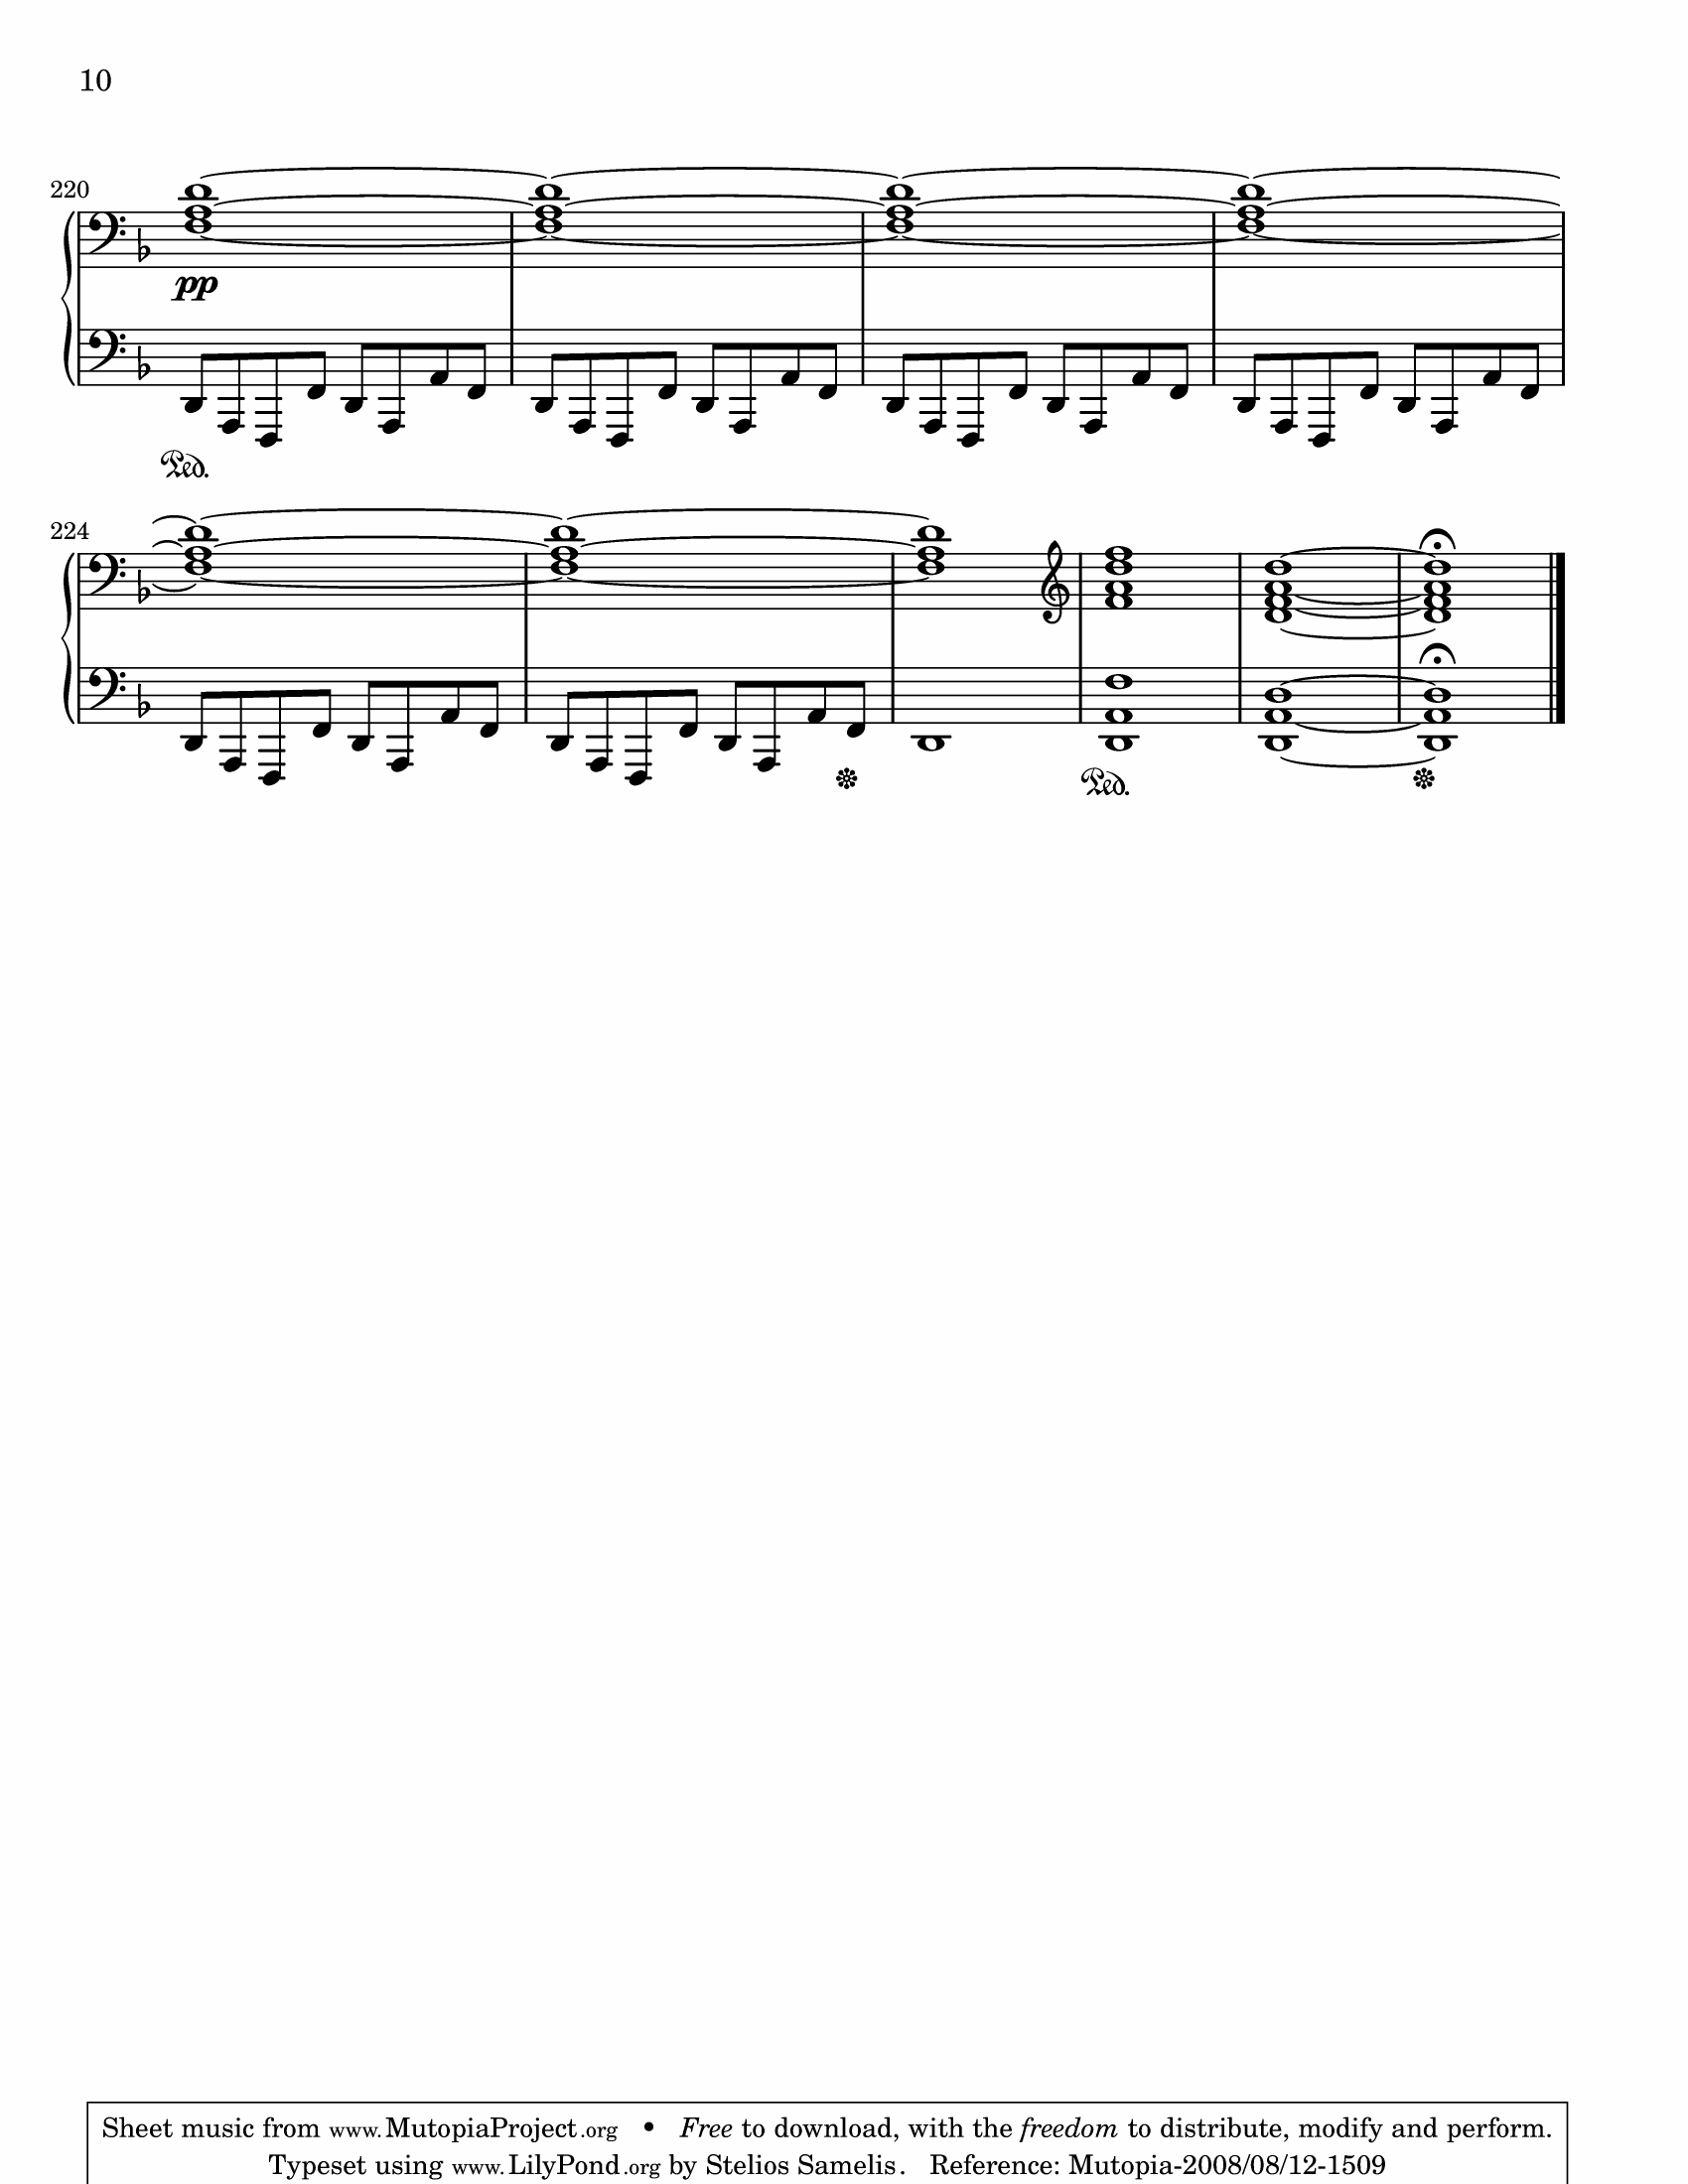 10
220
pp
Ped.
224
Ped.
Sheet music from www.MutopiaProject.org • Free to download, with the freedom to distribute, modify and perform.
Typeset using www.LilyPond.org by Stelios Samelis. Reference: Mutopia-2008/08/12-1509